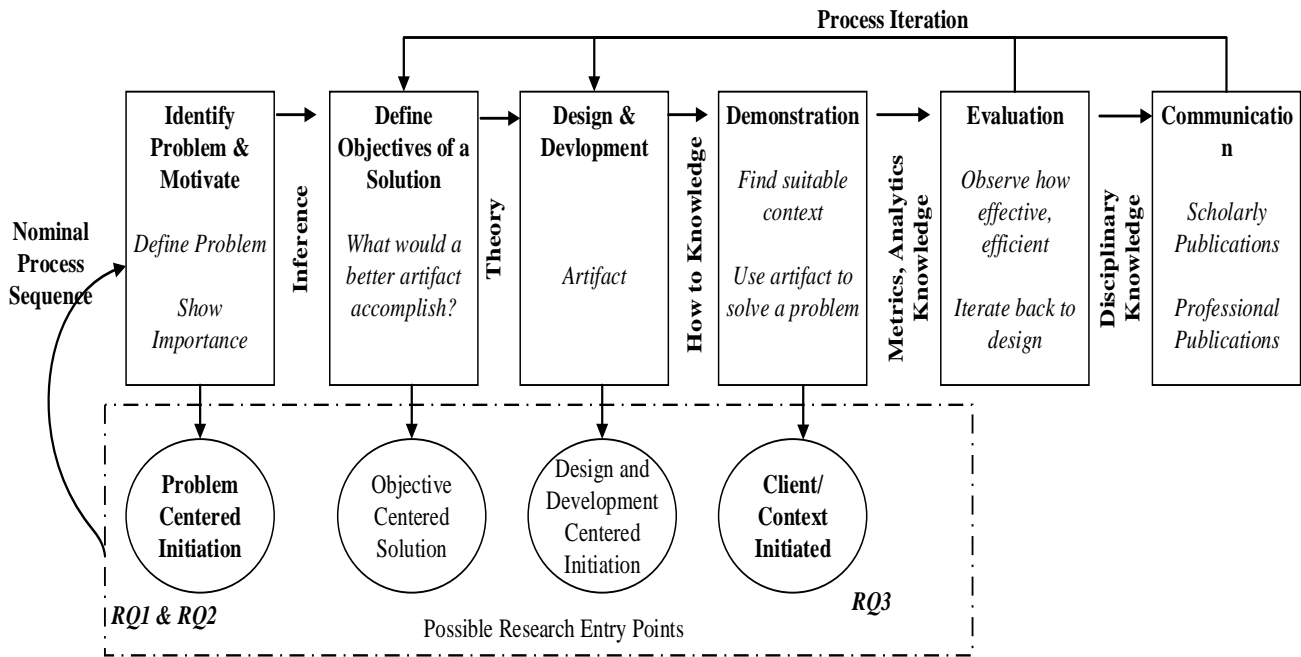 Process Iteration
Nominal
Process
Sequence
Identify
Problem &
Motivate
Define Problem
Show
Importance
Inference
Define
Objectives of a
Solution
What would a
better artifact
accomplish?
Theory
Design &
Devlopment
Artifact
How to Knowledge
Demonstration
Find suitable
context
Use artifact to
solve a problem
Metrics, Analytics
Knowledge
Evaluation
Observe how
effective,
efficient
Iterate back to
design
Disciplinary
Knowledge
Communicatio
n
Scholarly
Publications
Professional
Publications
Problem
Centered
Initiation
Objective
Centered
Solution
Design and
Development
Centered
Initiation
Client/
Context
Initiated
RQ1 & RQ2
RQ3
Possible Research Entry Points